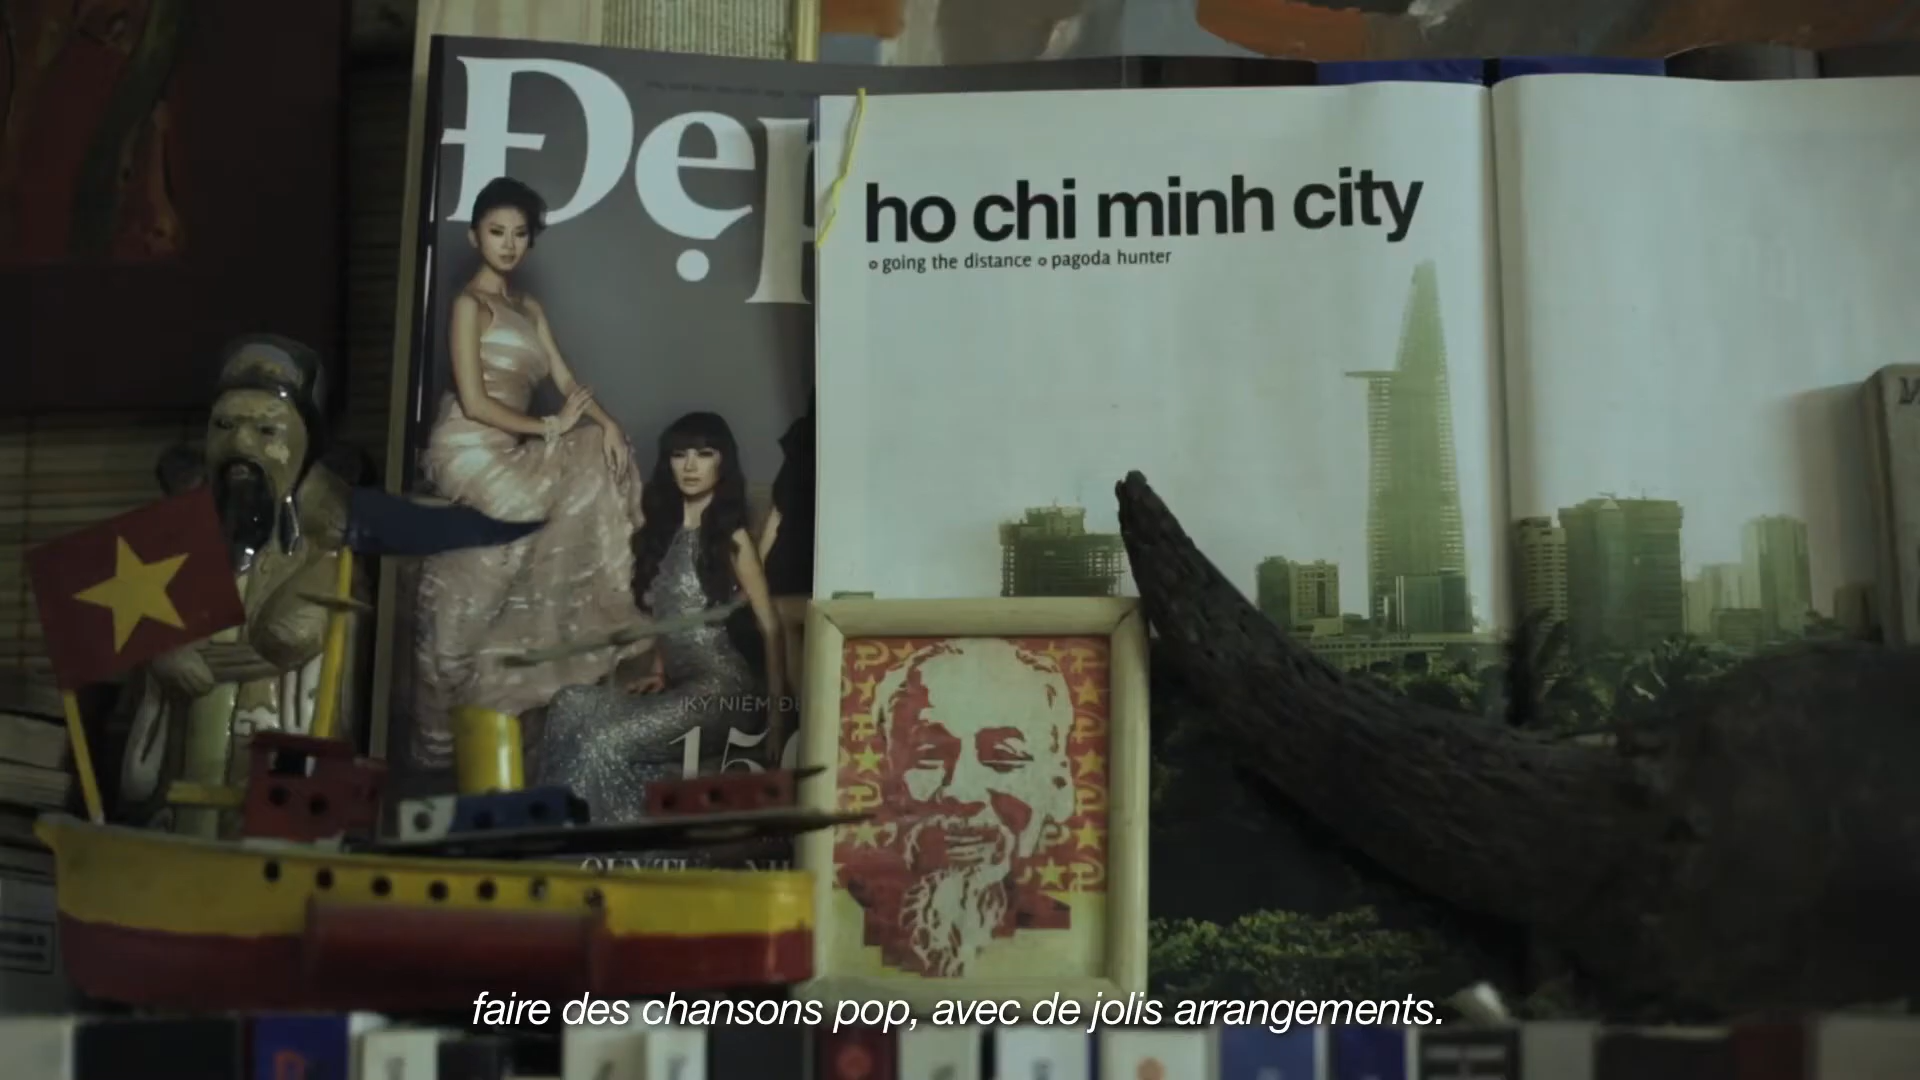 Đẹp
ho chi minh city
going the distance
pagoda hunter
KỶ NIỆM
15
faire des chansons pop, avec de jolis arrangements.